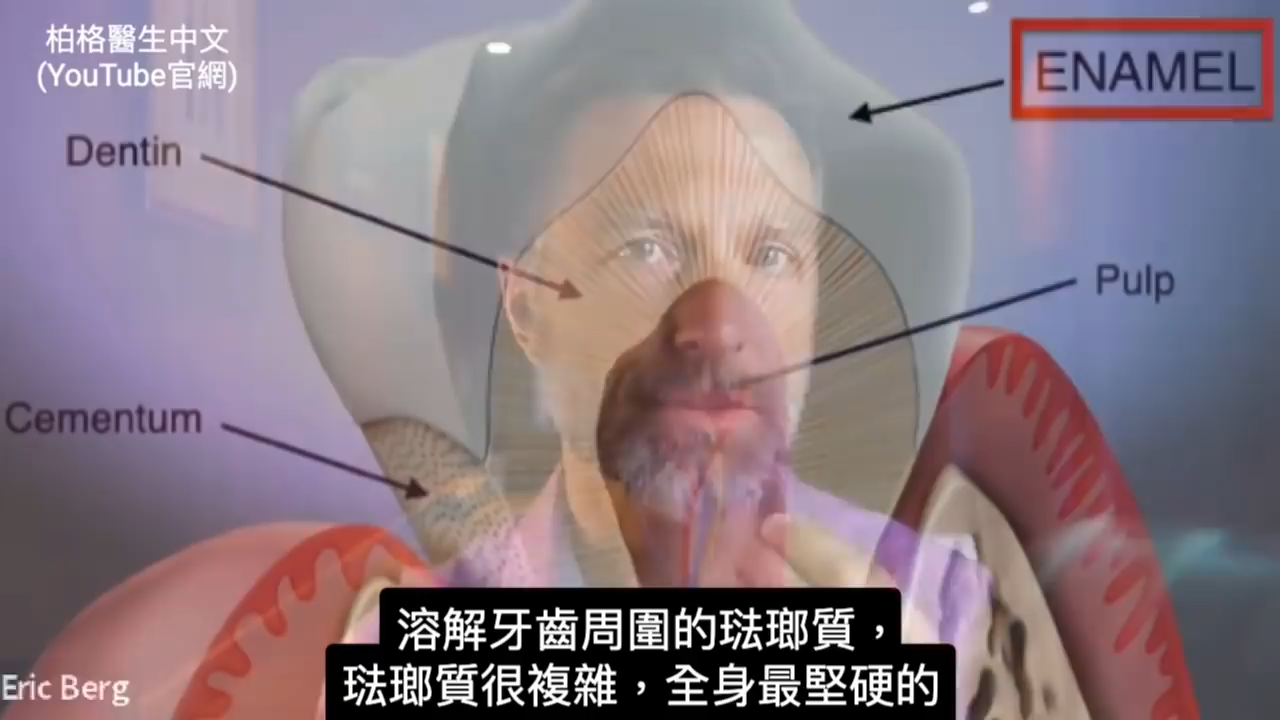 柏格醫生中文
(YouTube官網)
ENAMEL
Dentin
Pulp
Cementum
溶解牙齒周圍的琺瑯質，
琺瑯質很複雜，全身最堅硬的
Eric Berg